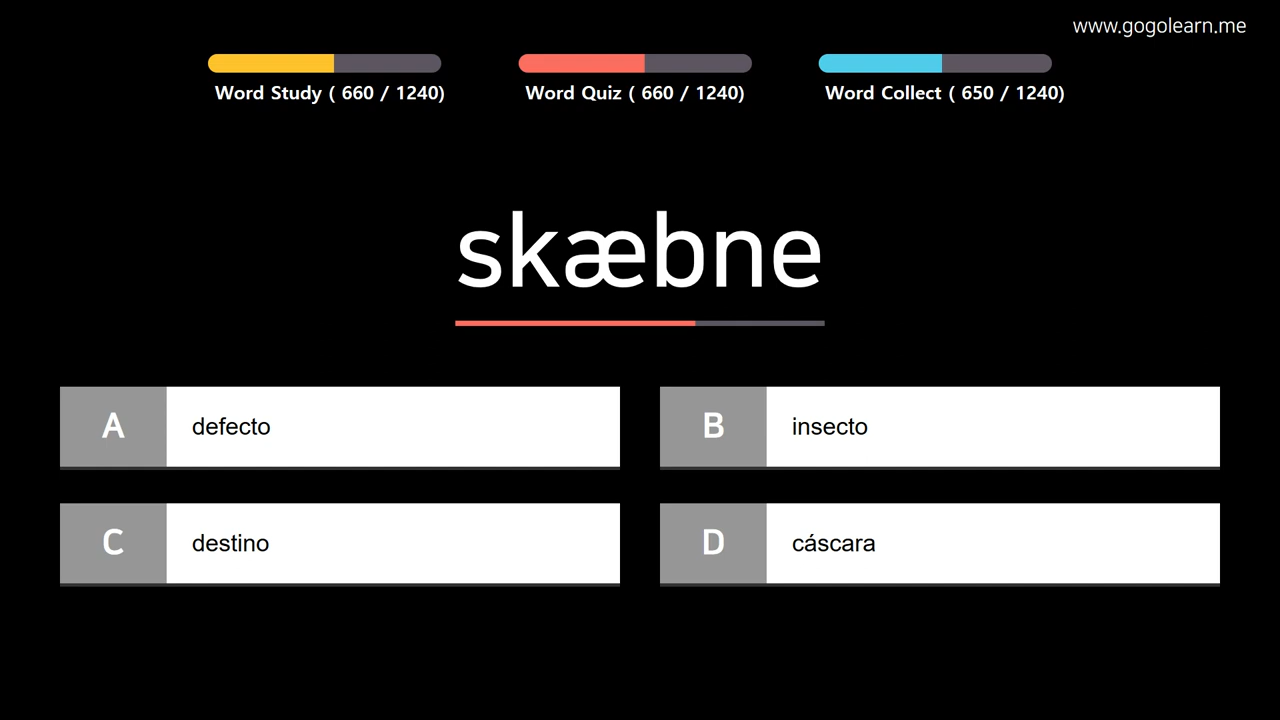 www.gogolearn.me
Word Study ( 660 / 1240)
Word Quiz ( 660 / 1240)
Word Collect ( 650 / 1240)
skæbne
A
defecto
B
insecto
C
destino
D
cáscara